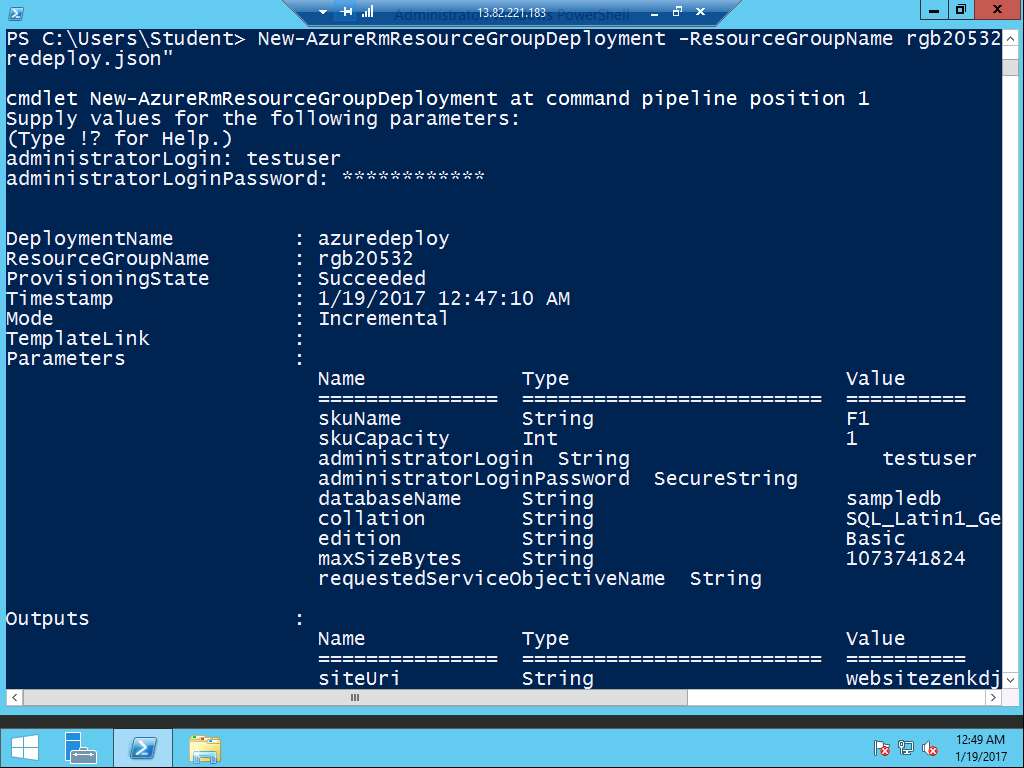 Administrator: Windows PowerShell
13.82.221.183
PS C:\Users\Student> New-AzureRmResourceGroupDeployment -ResourceGroupName rgb20532
redeploy.json"
cmdlet New-AzureRmResourceGroupDeployment at command pipeline position 1
Supply values for the following parameters:
(Type !? for Help.)
administratorLogin: testuser
administratorLoginPassword: ************
DeploymentName : azuredeploy
ResourceGroupName : rgb20532
ProvisioningState : Succeeded
Timestamp : 1/19/2017 12:47:10 AM
Mode : Incremental
TemplateLink :
Parameters :
Name Type Value
=============== ========================= ==========
skuName String F1
skuCapacity Int 1
administratorLogin String testuser
administratorLoginPassword SecureString
databaseName String sampledb
collation String SQL_Latin1_Ge
edition String Basic
maxSizeBytes String 1073741824
requestedServiceObjectiveName String
Outputs :
Name Type Value
=============== ========================= ==========
siteUri String websitezenkdj
12:49 AM
1/19/2017